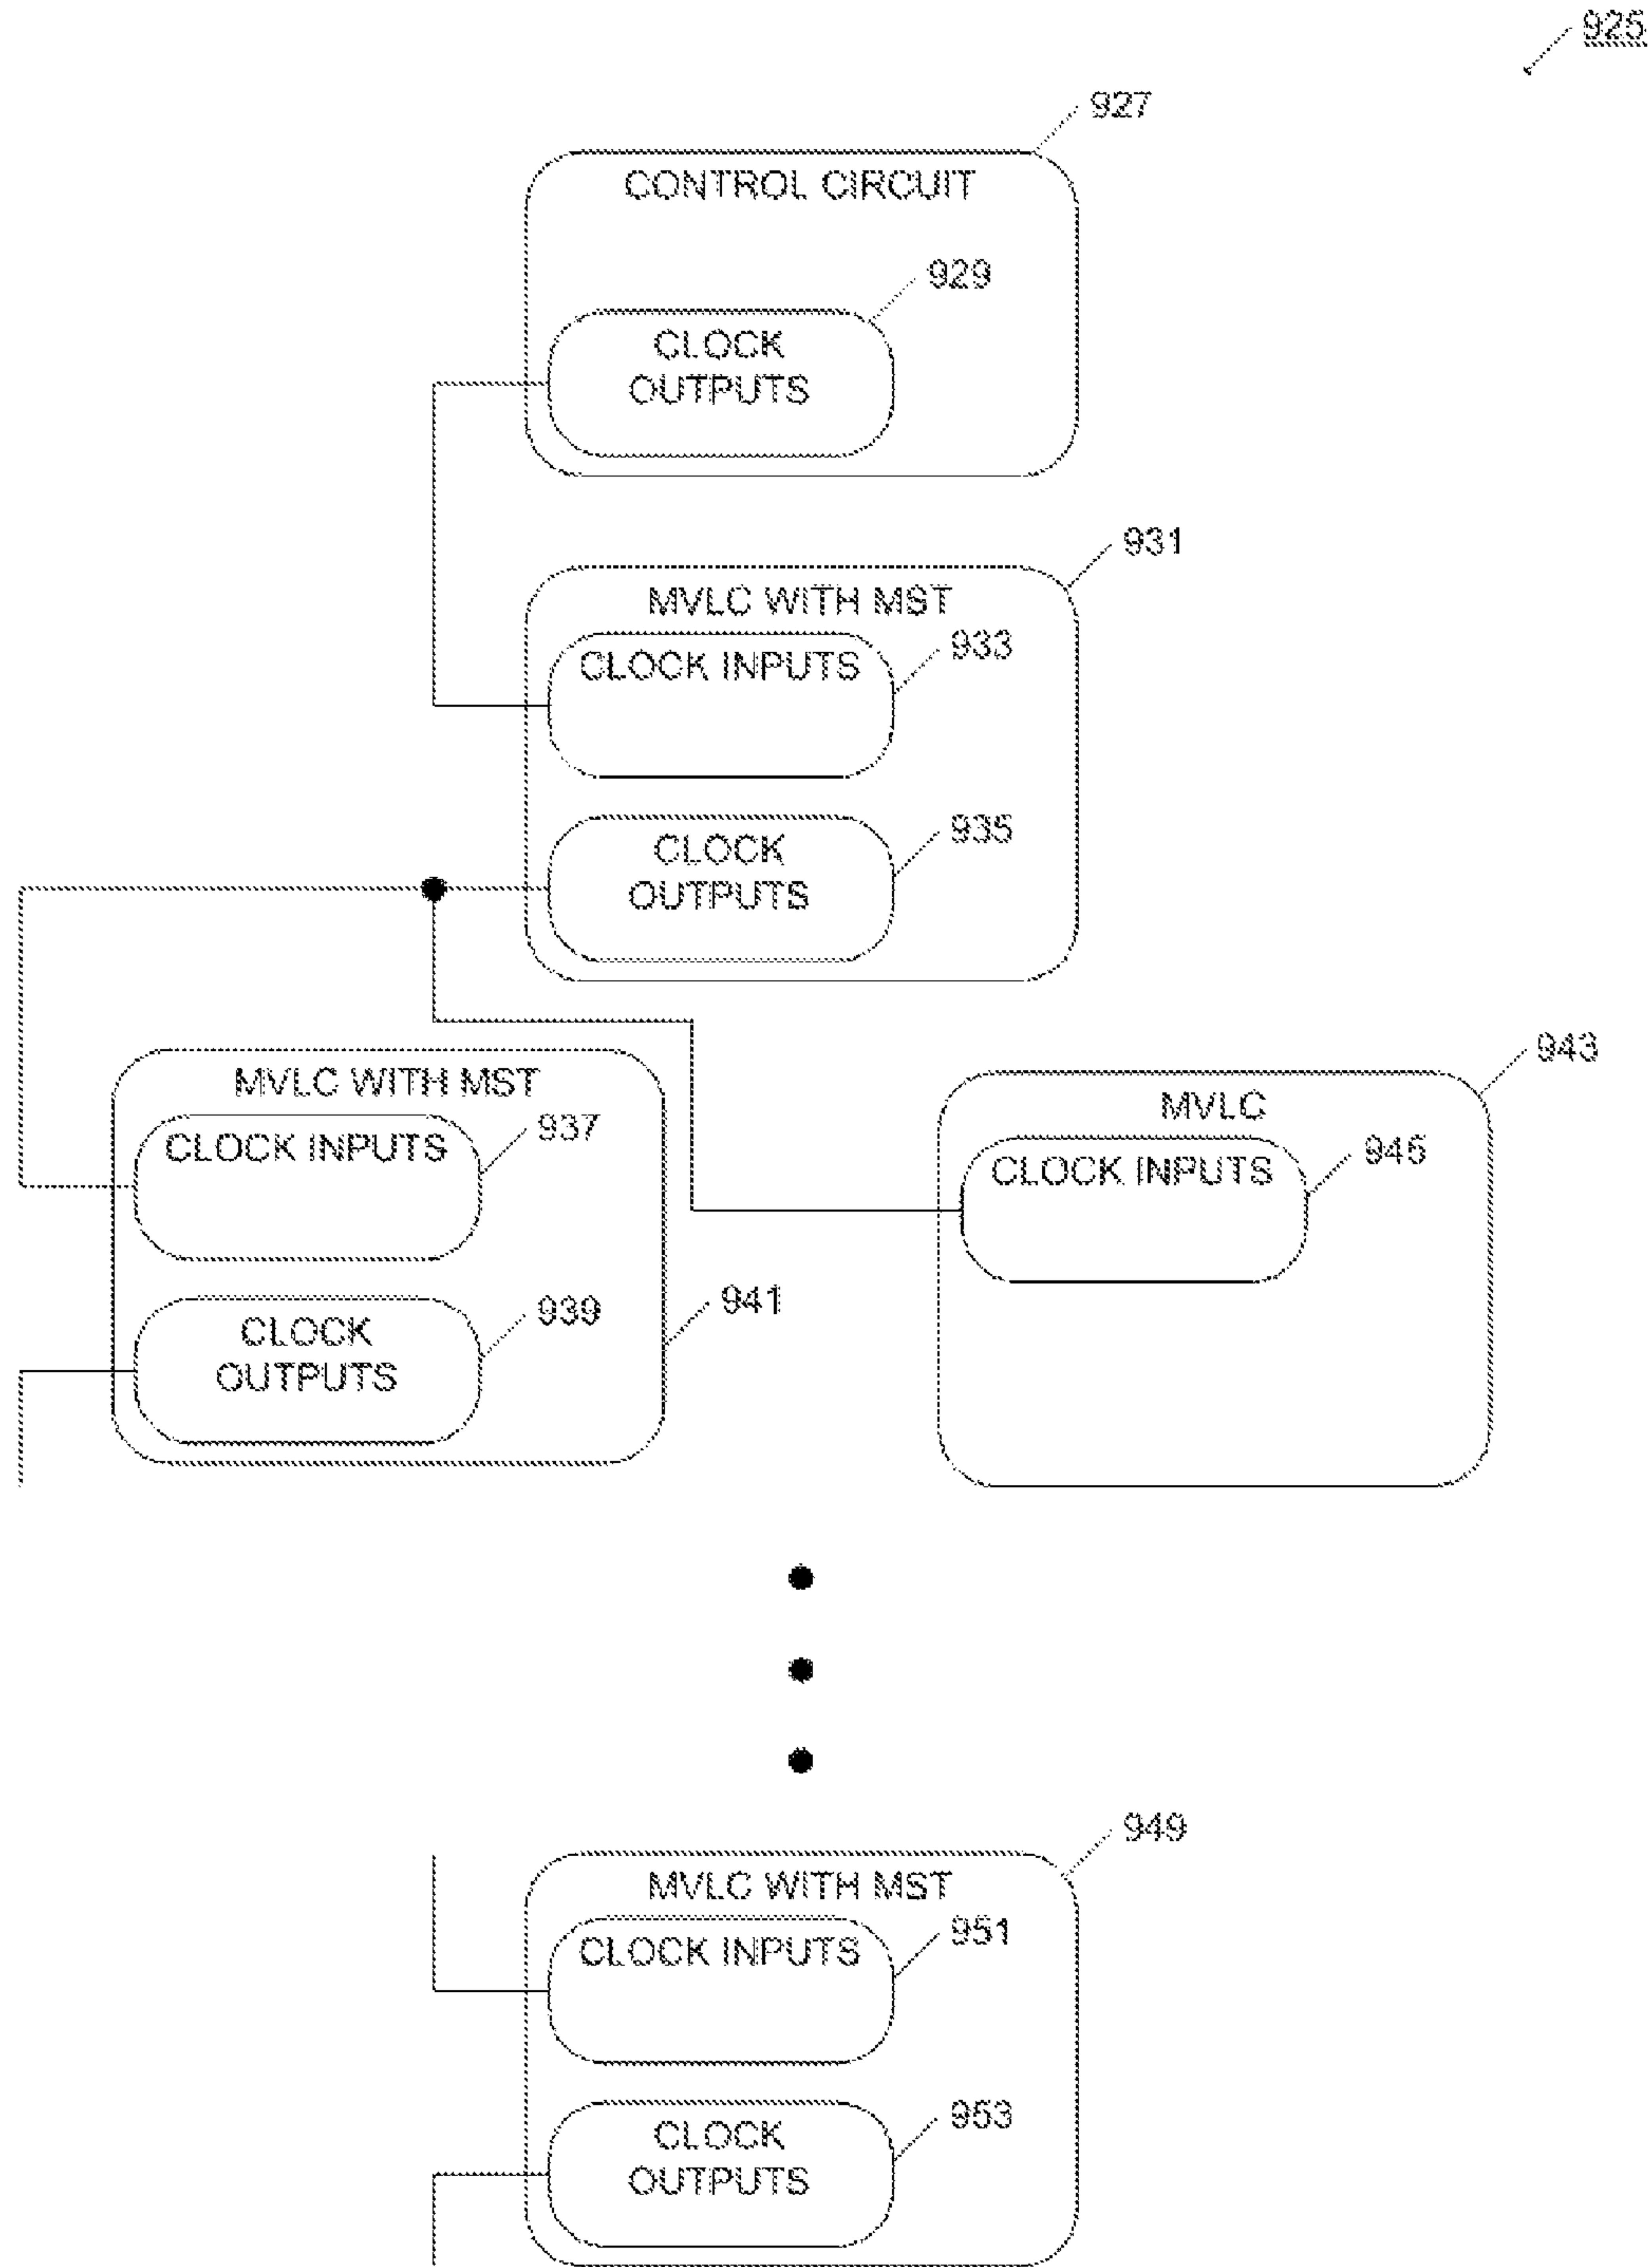 925
927
CONTROL CIRCUIT
929
CLOCK
OUTPUTS
931
MVLC WITH MST
933
CLOCK INPUTS
935
CLOCK
OUTPUTS
943
MVLC WITH MST
MVLC
937
CLOCK INPUTS
945
CLOCK INPUTS
939
941
CLOCK
OUTPUTS
949
MVLC WITH MST
951
CLOCK INPUTS
953
CLOCK
OUTPUTS